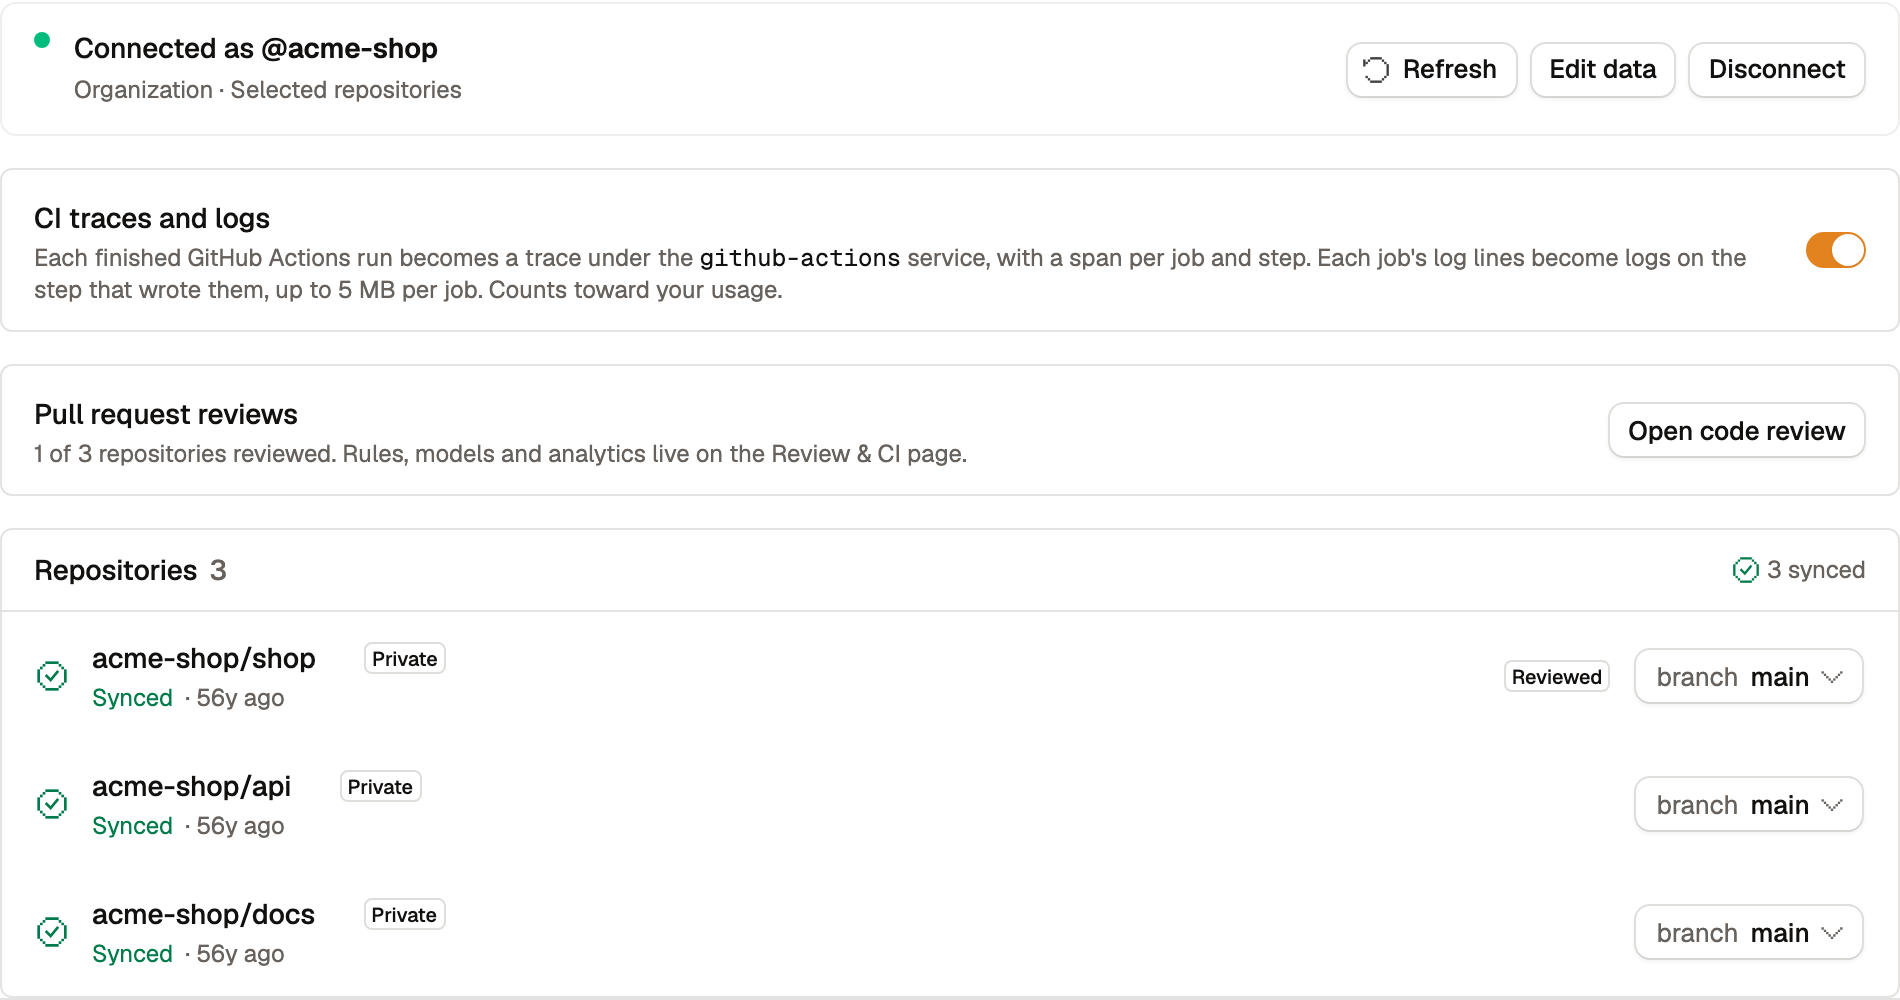 Connected as @acme-shop
Organization · Selected repositories
Refresh
Edit data
Disconnect
CI traces and logs
Each finished GitHub Actions run becomes a trace under the github-actions service, with a span per job and step. Each job's log lines become logs on the
step that wrote them, up to 5 MB per job. Counts toward your usage.
Pull request reviews
1 of 3 repositories reviewed. Rules, models and analytics live on the Review & CI page.
Open code review
Repositories 3
3 synced
acme-shop/shop Private
Synced · 56y ago
Reviewed
branch main
acme-shop/api Private
Synced · 56y ago
branch main
acme-shop/docs Private
Synced · 56y ago
branch main